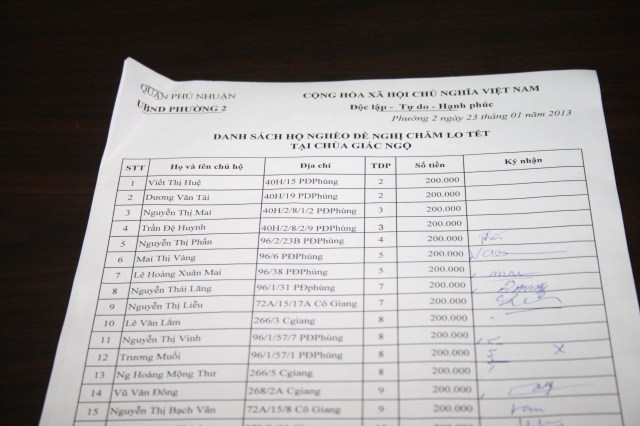 QUẬN PHÚ NHUẬN CỘNG HÒA XÃ HỘI CHỦ NGHĨA VIỆT NAM
UBND PHƯỜNG 2 Độc lập - Tự do - Hạnh phúc
Phường 2 ngày 23 tháng 01 năm 2013
DANH SÁCH HỘ NGHÈO ĐỀ NGHỊ CHĂM LO TẾT
TẠI CHÙA GIÁC NGỘ
STT Họ và tên chủ hộ Địa chỉ TDP Số tiền Ký nhận
1 Viết Thị Huệ 40H/15 PĐPhùng 2 200.000
2 Dương Văn Tài 40H/19 PĐPhùng 2 200.000
3 Nguyễn Thị Mai 40H/2/8/1/2 PĐPhùng 3 200.000
4 Trần Đệ Huynh 40H/2/8/2/9 PĐPhùng 3 200.000
5 Nguyễn Thị Phấn 96/2/23B PĐPhùng 4 200.000
6 Mai Thị Vàng 96/6 PĐPhùng 5 200.000
7 Lê Hoàng Xuân Mai 96/38 PĐPhùng 5 200.000 mai
8 Nguyễn Thái Lăng 96/1/31 PĐphùng 7 200.000
9 Nguyễn Thị Liễu 72A/15/17A Cô Giang 7 200.000
10 Lê Văn Lắm 266/3 Cgiang 8 200.000
11 Nguyễn Thị Vinh 96/1/57/7 PĐPhùng 8 200.000
12 Trương Muối 96/1/57/1 PĐPhùng 8 200.000 X
13 Ng Hoàng Mộng Thư 266/5 Cgiang 8 200.000
14 Vũ Văn Đông 268/2A Cgiang 9 200.000
15 Nguyễn Thị Bạch Vân 72A/15/8 Cô Giang 9 200.000